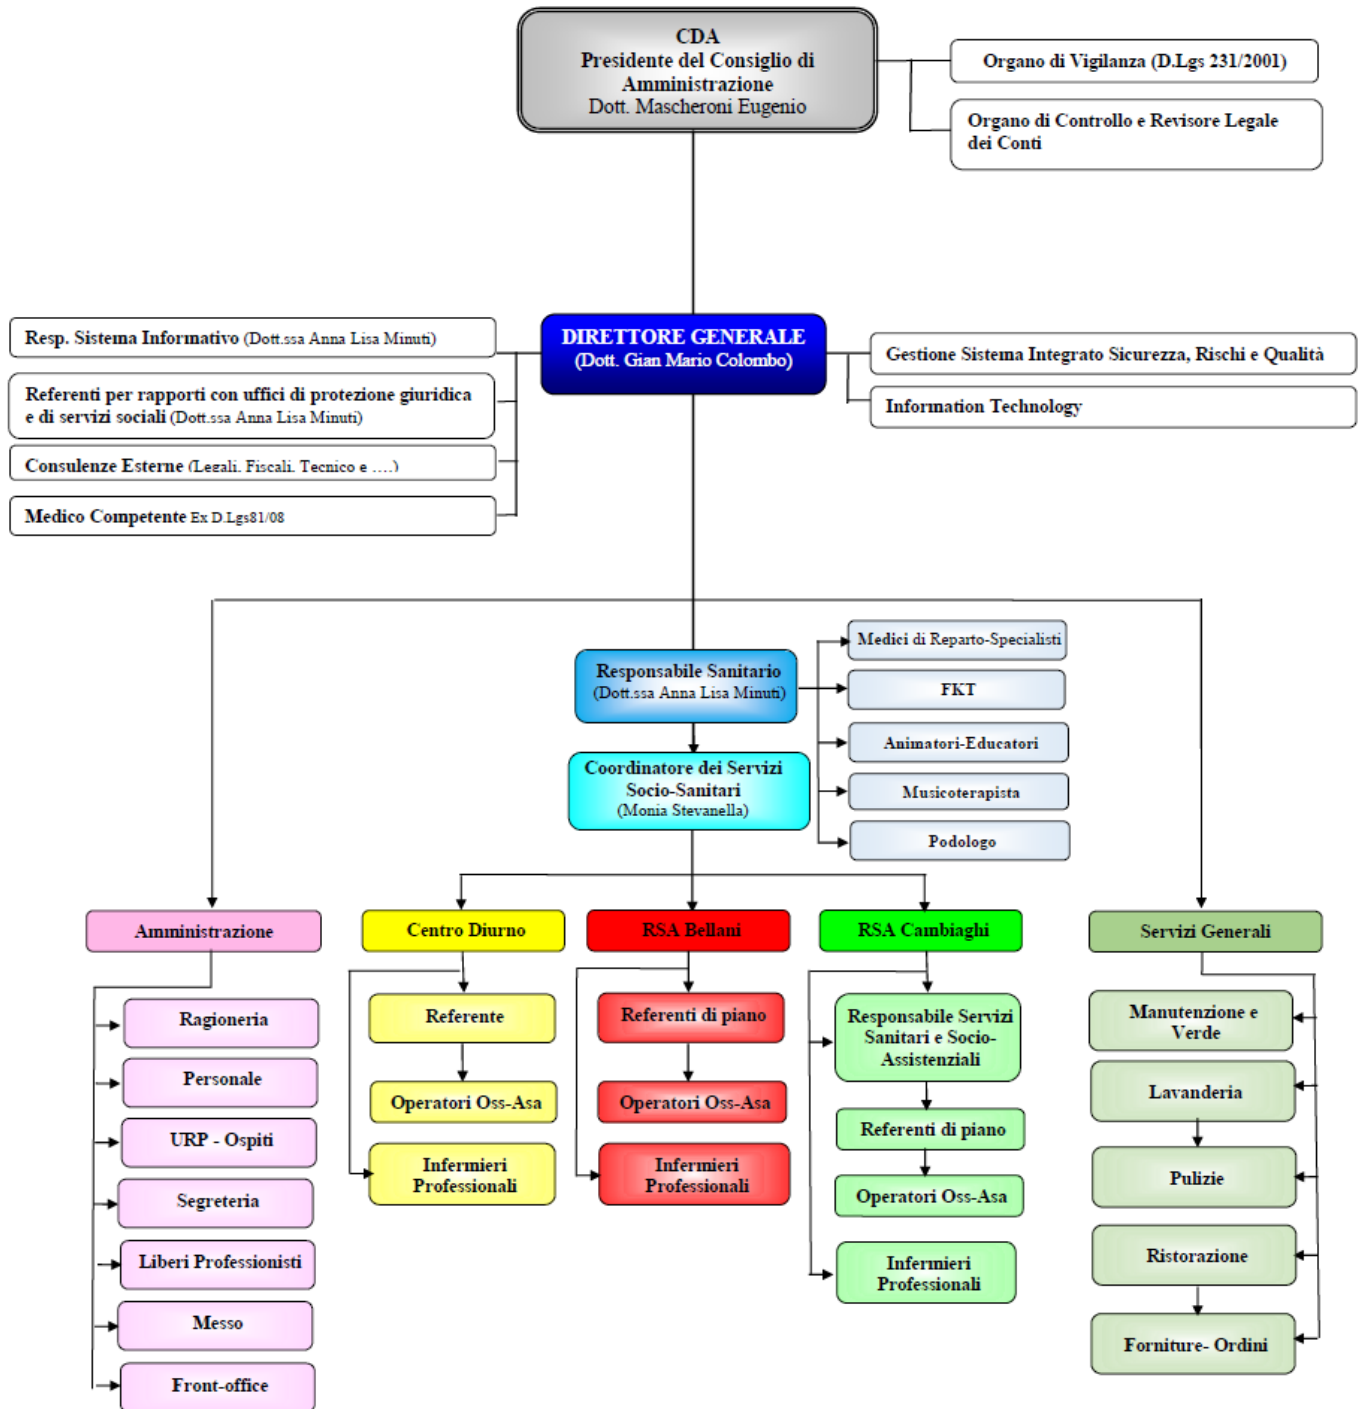 CDA
Presidente del Consiglio di
Amministrazione
Dott. Mascheroni Eugenio
Organo di Vigilanza (D.Lgs 231/2001)
Organo di Controllo e Revisore Legale
dei Conti
Resp. Sistema Informativo (Dott.ssa Anna Lisa Minuti)
Referenti per rapporti con uffici di protezione giuridica
e di servizi sociali (Dott.ssa Anna Lisa Minuti)
Consulenze Esterne (Legali, Fiscali, Tecnico e ….)
Medico Competente Ex D.Lgs81/08
DIRETTORE GENERALE
(Dott. Gian Mario Colombo)
Gestione Sistema Integrato Sicurezza, Rischi e Qualità
Information Technology
Responsabile Sanitario
(Dott.ssa Anna Lisa Minuti)
Medici di Reparto-Specialisti
FKT
Animatori-Educatori
Musicoterapista
Podologo
Coordinatore dei Servizi
Socio-Sanitari
(Monia Stevanella)
Amministrazione
Ragioneria
Personale
URP - Ospiti
Segreteria
Liberi Professionisti
Messo
Front-office
Centro Diurno
Referente
Operatori Oss-Asa
Infermieri
Professionali
RSA Bellani
Referenti di piano
Operatori Oss-Asa
Infermieri
Professionali
RSA Cambiaghi
Responsabile Servizi
Sanitari e Socio-
Assistenziali
Referenti di piano
Operatori Oss-Asa
Infermieri
Professionali
Servizi Generali
Manutenzione e
Verde
Lavanderia
Pulizie
Ristorazione
Forniture- Ordini